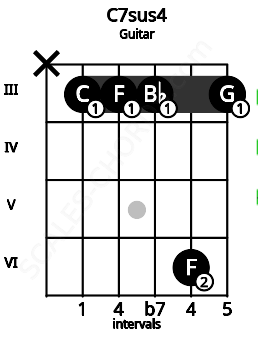 C7sus4
Guitar
III C F B♭ G
1 1 1 1
IV
V
VI
2
1 4 b7 4 5
intervals